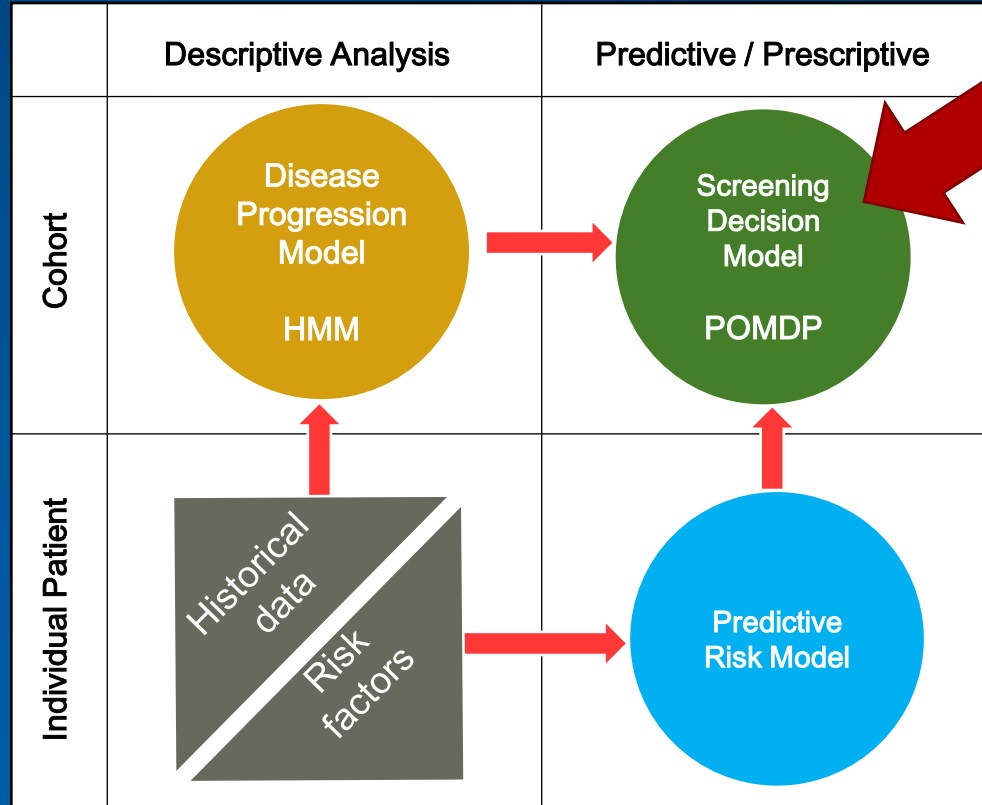 Descriptive Analysis
Predictive / Prescriptive
Cohort
Disease
Progression
Model
HMM
Screening
Decision
Model
POMDP
Individual Patient
Historical
data
Risk
factors
Predictive
Risk Model